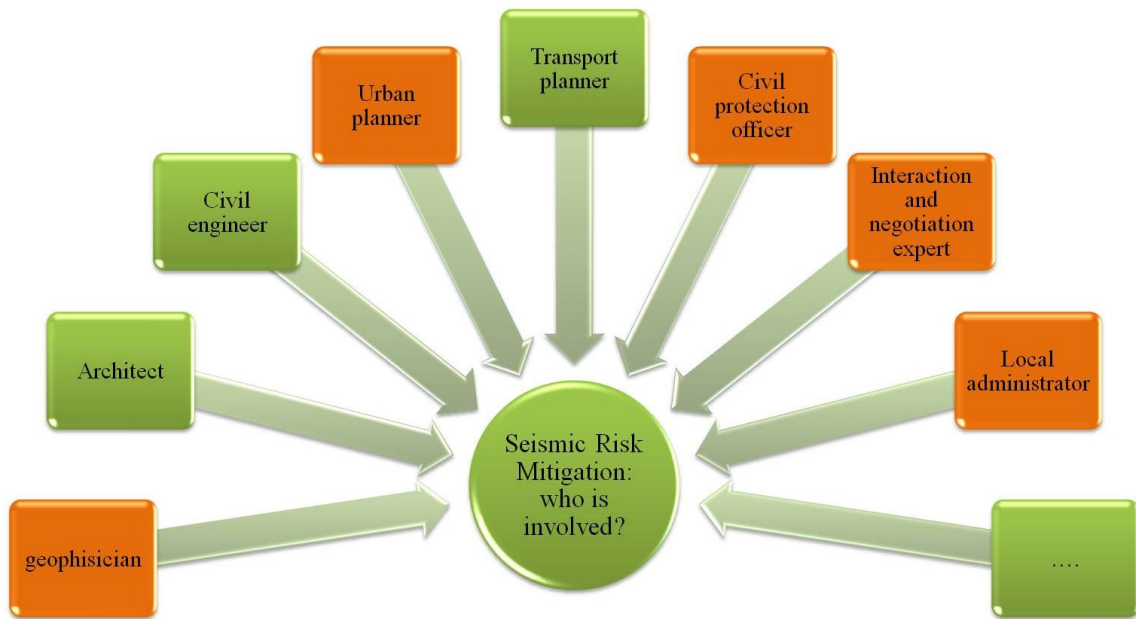 Transport
planner
Urban
planner
Civil
protection
officer
Civil
engineer
Interaction
and
negotiation
expert
Architect
Local
administrator
Seismic Risk
Mitigation:
who is
involved?
geophisician
....